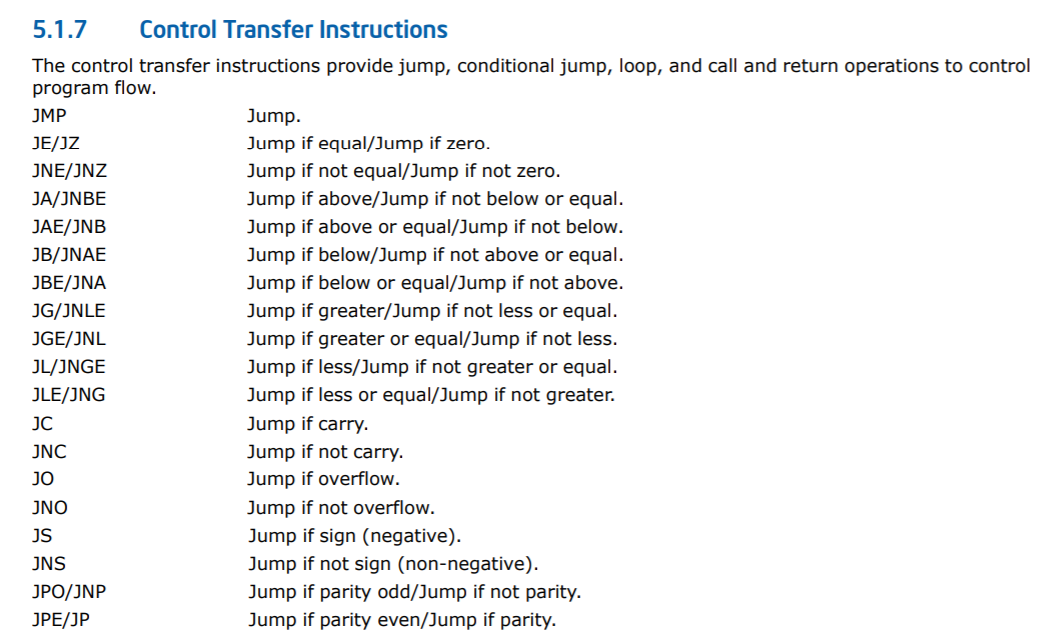 5.1.7 Control Transfer Instructions
The control transfer instructions provide jump, conditional jump, loop, and call and return operations to control
program flow.
JMP Jump.
JE/JZ Jump if equal/Jump if zero.
JNE/JNZ Jump if not equal/Jump if not zero.
JA/JNBE Jump if above/Jump if not below or equal.
JAE/JNB Jump if above or equal/Jump if not below.
JB/JNAE Jump if below/Jump if not above or equal.
JBE/JNA Jump if below or equal/Jump if not above.
JG/JNLE Jump if greater/Jump if not less or equal.
JGE/JNL Jump if greater or equal/Jump if not less.
JL/JNGE Jump if less/Jump if not greater or equal.
JLE/JNG Jump if less or equal/Jump if not greater.
JC Jump if carry.
JNC Jump if not carry.
JO Jump if overflow.
JNO Jump if not overflow.
JS Jump if sign (negative).
JNS Jump if not sign (non-negative).
JPO/JNP Jump if parity odd/Jump if not parity.
JPE/JP Jump if parity even/Jump if parity.